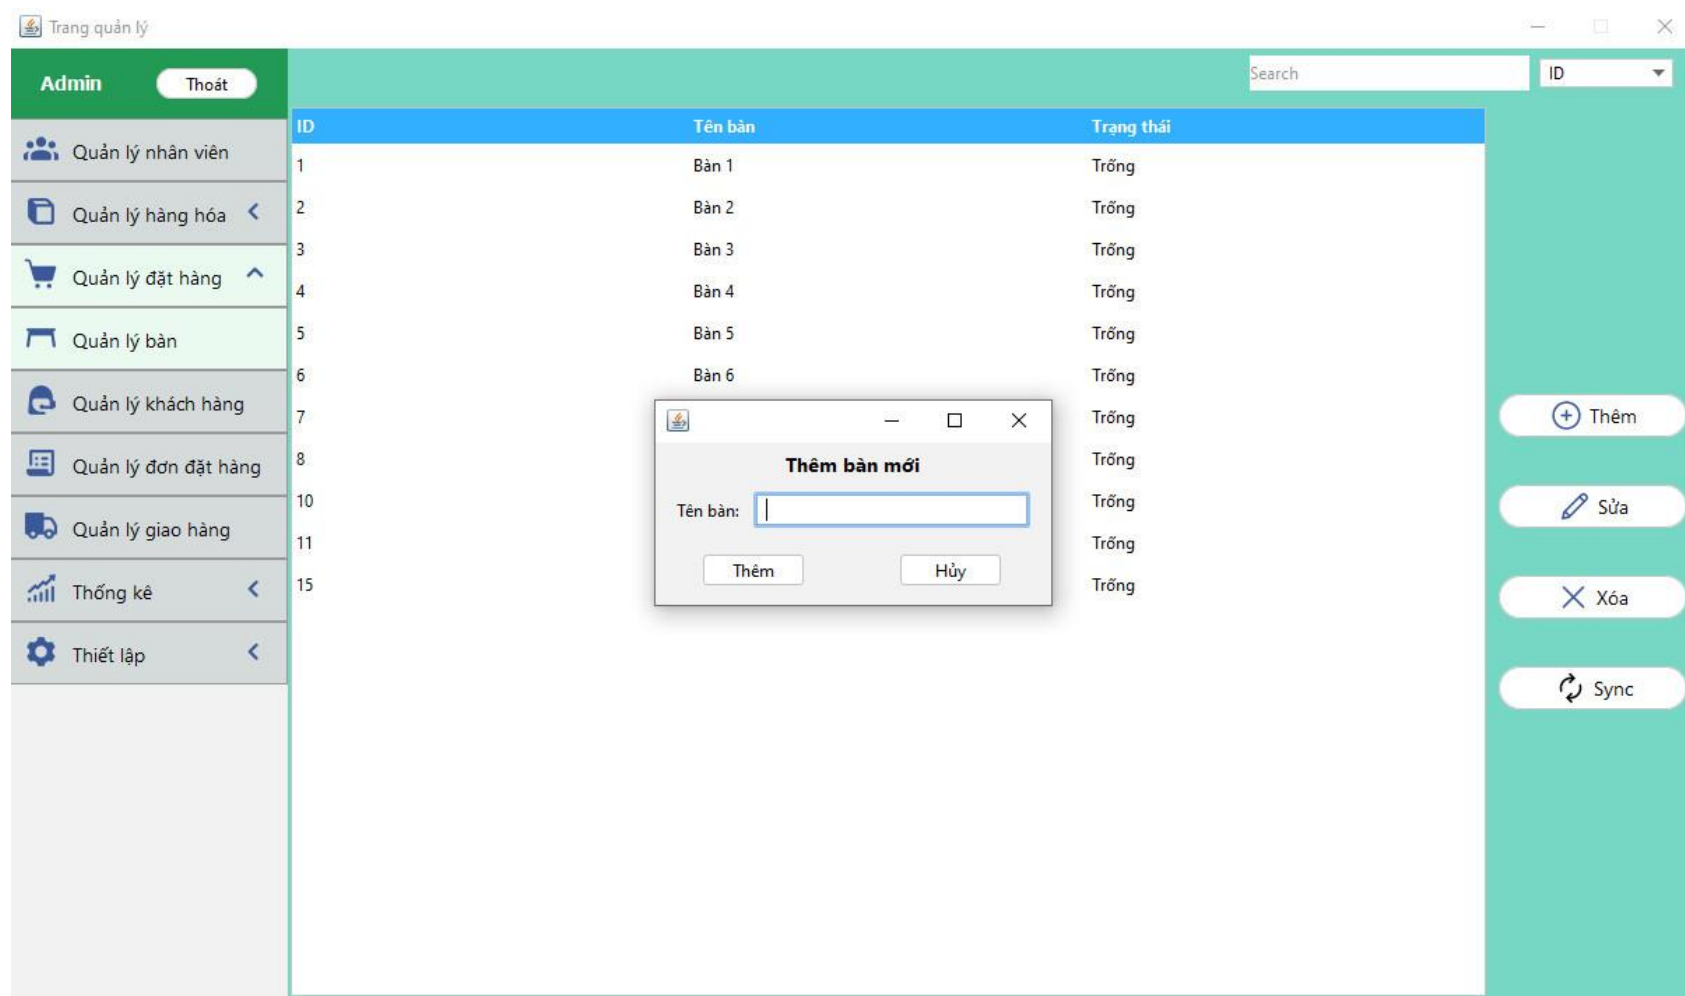 Trang quản lý
Admin
Thoát
Search
ID
Quản lý nhân viên
Quản lý hàng hóa
Quản lý đặt hàng
Quản lý bàn
Quản lý khách hàng
Quản lý đơn đặt hàng
Quản lý giao hàng
Thống kê
Thiết lập
ID Tên bàn Trạng thái
1 Bàn 1 Trống
2 Bàn 2 Trống
3 Bàn 3 Trống
4 Bàn 4 Trống
5 Bàn 5 Trống
6 Bàn 6 Trống
7 Trống
8 Trống
10 Trống
11 Trống
15 Trống
Thêm bàn mới
Tên bàn:
Thêm Hủy
Thêm
Sửa
Xóa
Sync